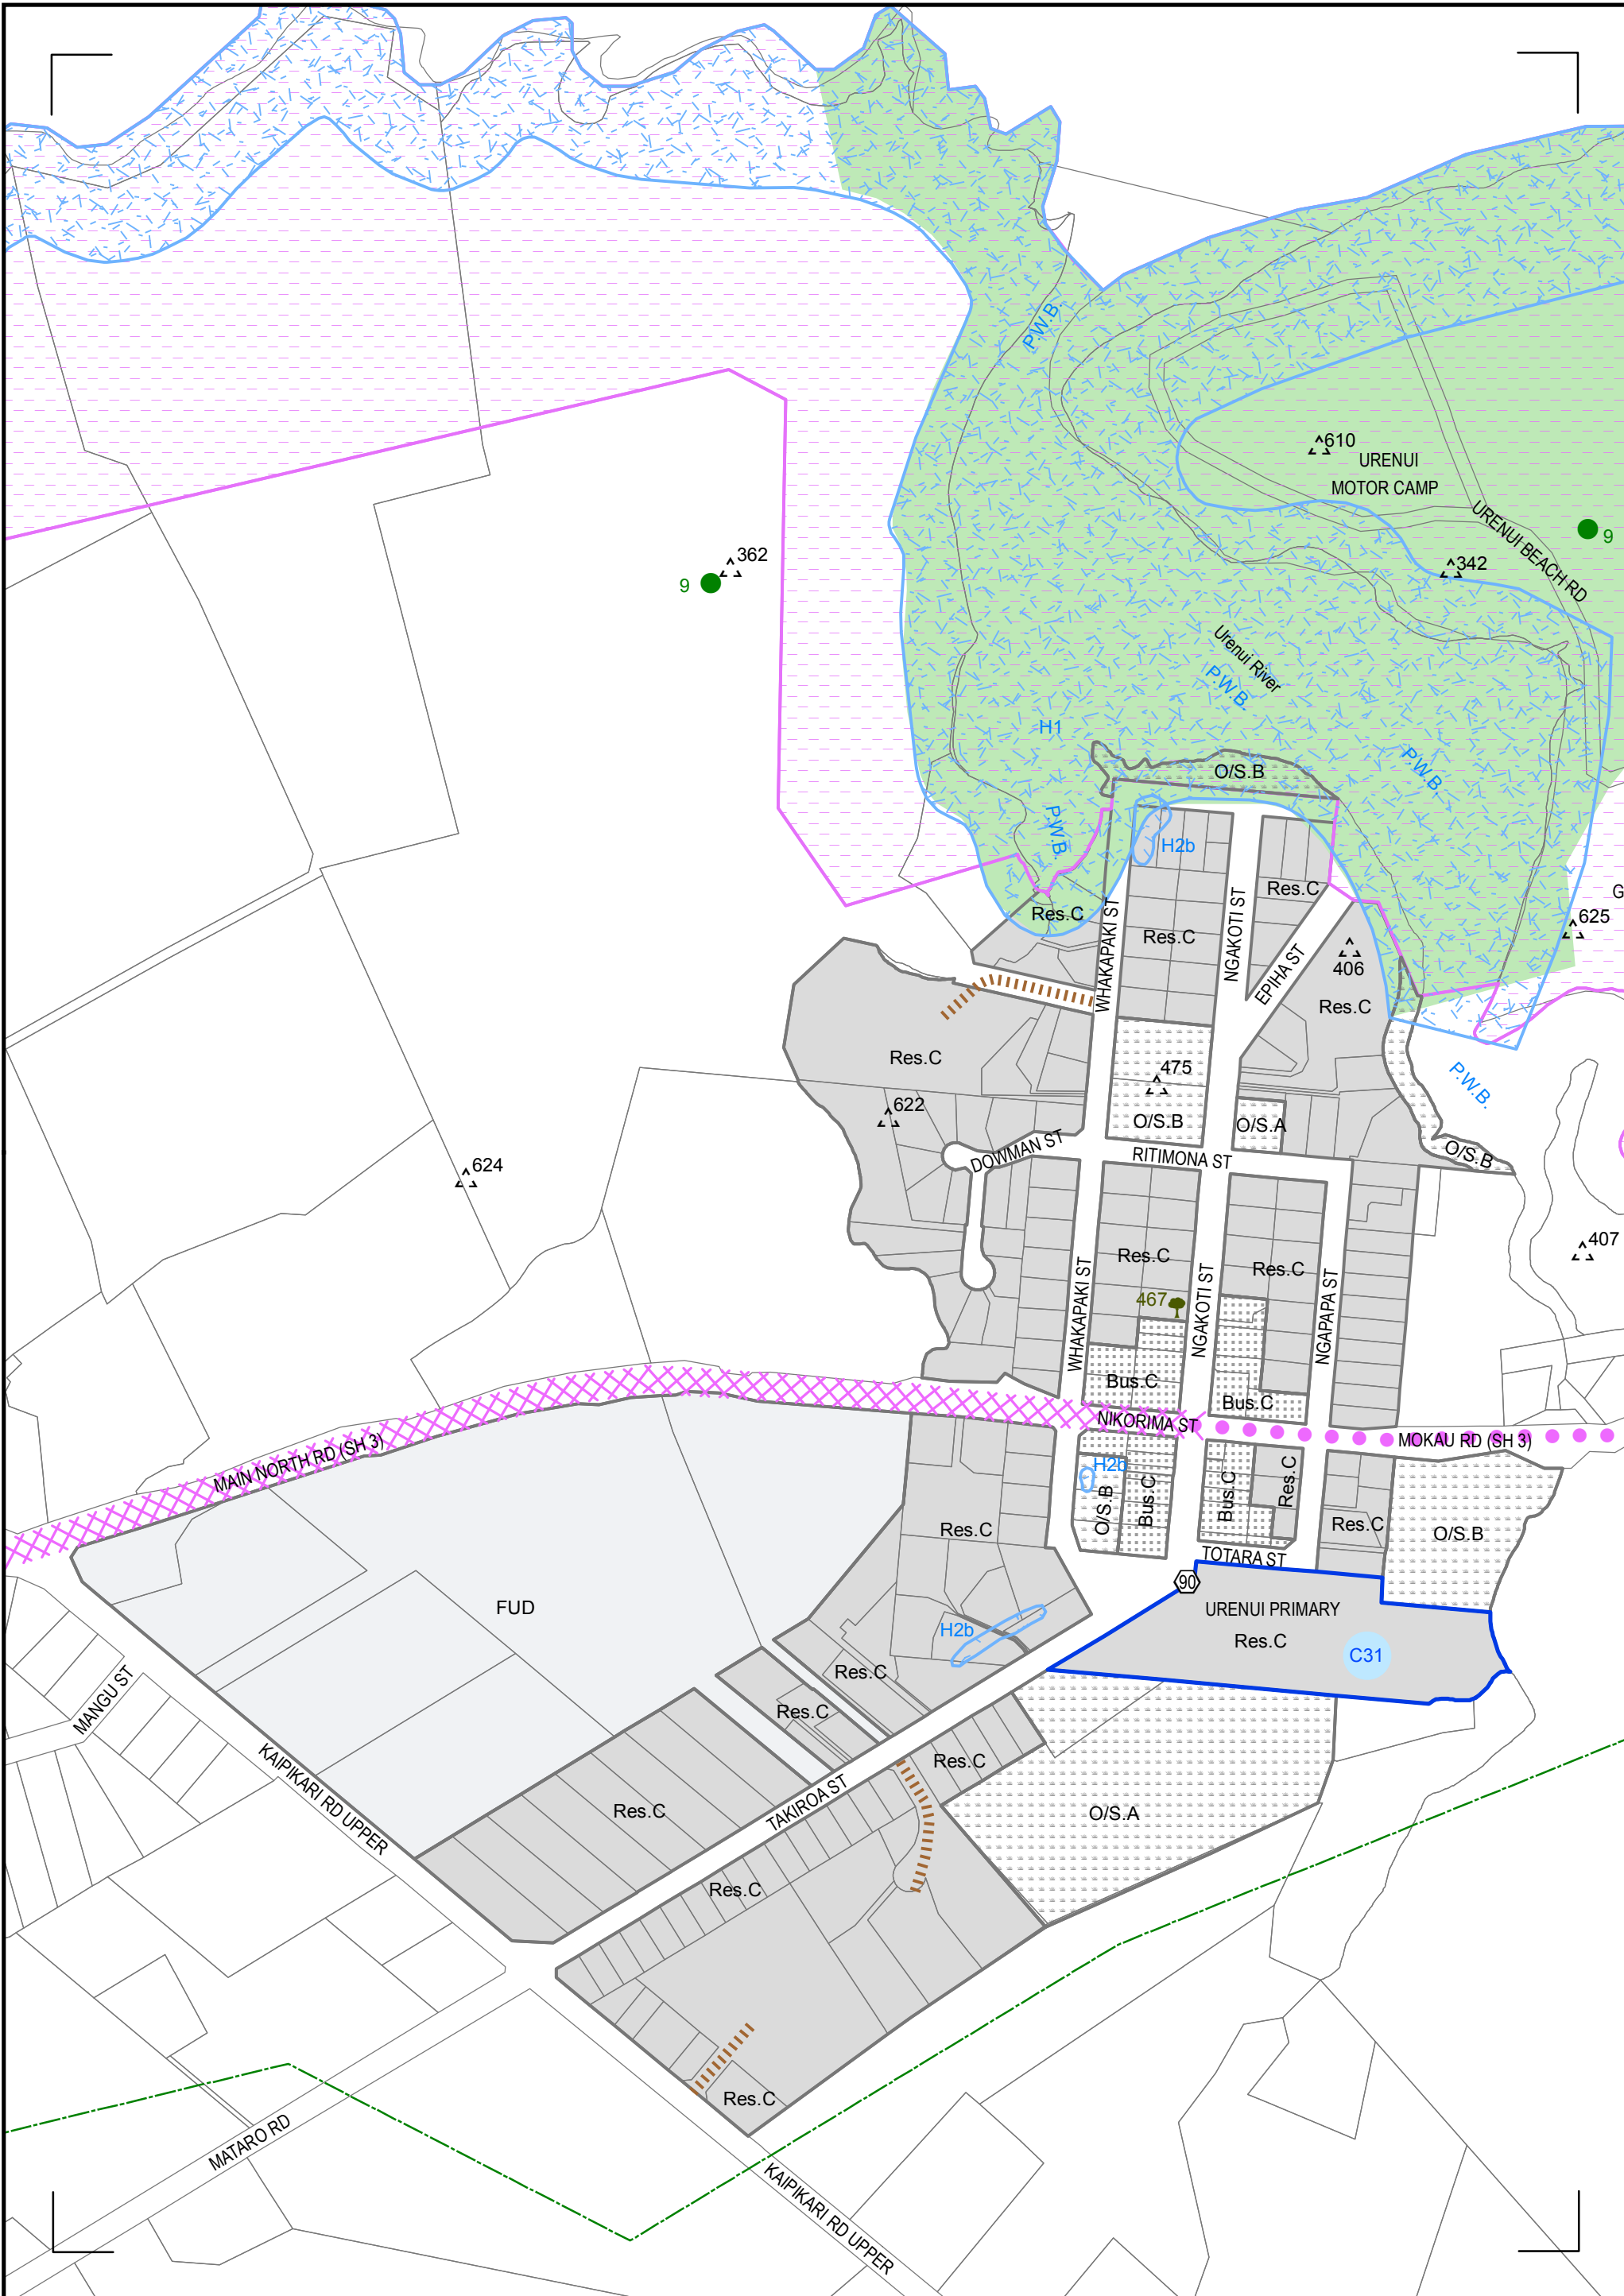 P.W.B.
610
URENUI
MOTOR CAMP
URENUI BEACH RD
9
362
9
342
Urenui River
P.W.B.
H1
P.W.B.
O/S.B
P.W.B.
H2b
Res.C
G
625
Res.C
WHAKAPAKI ST
Res.C
NGAKOTI ST
EPIHA ST
406
Res.C
Res.C
475
P.W.B.
622
O/S.B
O/S.A
DOWMAN ST
RITIMONA ST
O/S.B
624
407
Res.C
Res.C
467
WHAKAPAKI ST
NGAKOTI ST
NGAPAPA ST
Bus.C
Bus.C
NIKORIMA ST
MOKAU RD (SH 3)
MAIN NORTH RD (SH 3)
H2b
O/S.B
Bus.C
Bus.C
Res.C
Res.C
Res.C
O/S.B
TOTARA ST
90
FUD
URENUI PRIMARY
Res.C
H2b
C31
Res.C
MANGU ST
Res.C
KAIPIKARI RD UPPER
Res.C
Res.C
TAKIROA ST
O/S.A
Res.C
Res.C
MATARO RD
KAIPIKARI RD UPPER